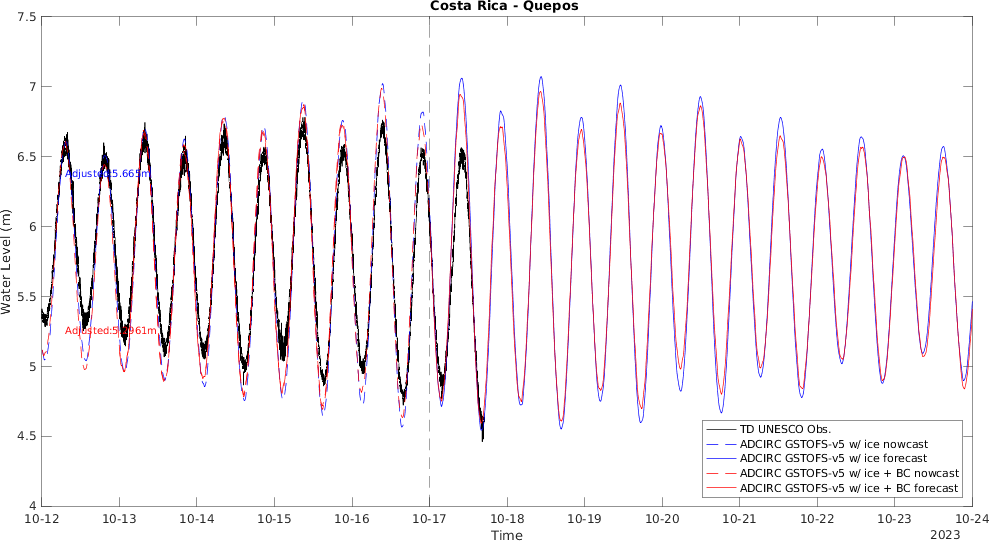 Costa Rica - Quepos
7.5
7
6.5
6
5.5
5
4.5
4
Water Level (m)
Adjusted:5.665m
TD UNESCO Obs.
ADCIRC GSTOFS-v5 w/ ice nowcast
ADCIRC GSTOFS-v5 w/ ice forecast
ADCIRC GSTOFS-v5 w/ ice + BC nowcast
ADCIRC GSTOFS-v5 w/ ice + BC forecast
10-12
10-13
10-14
10-15
10-16
10-17
10-18
10-19
10-20
10-21
10-22
10-23
10-24
Time
2023